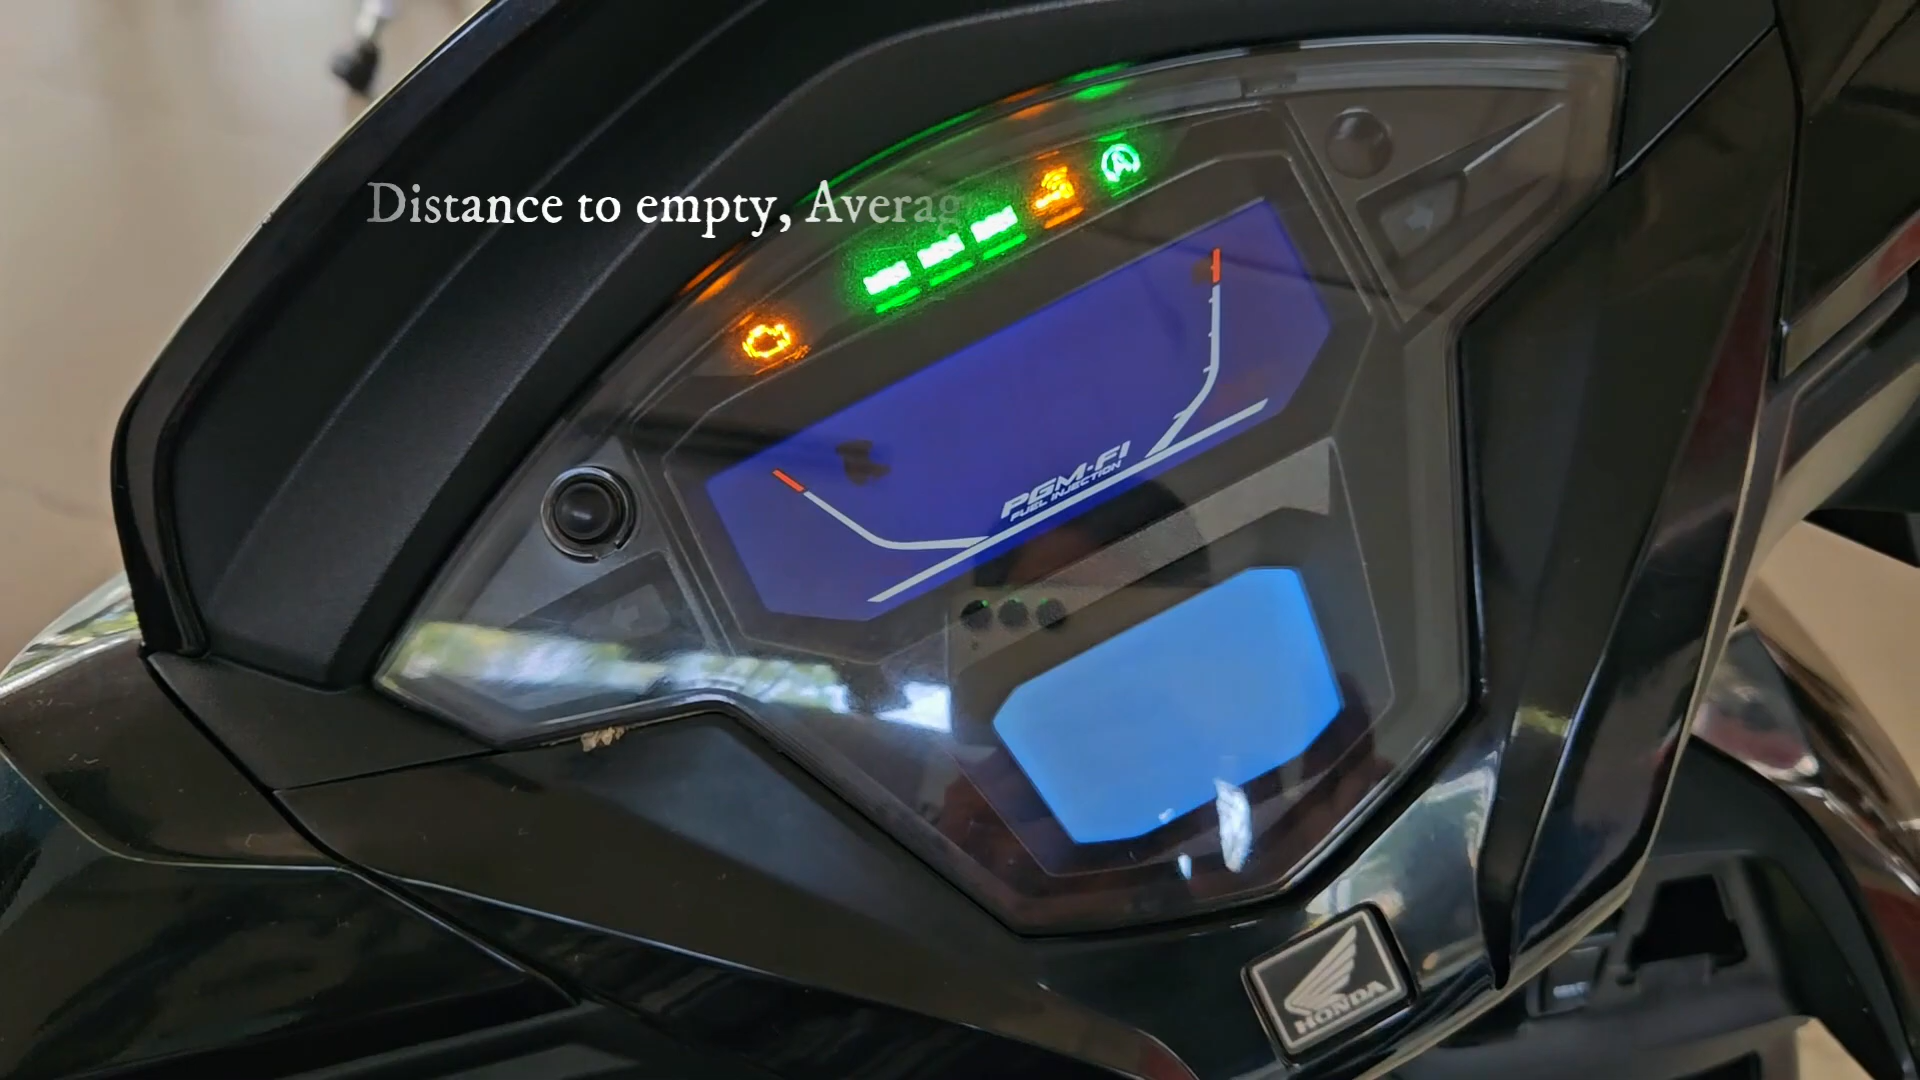 Distance to empty, Averag
PGM-FI
FUEL INJECTION
HONDA